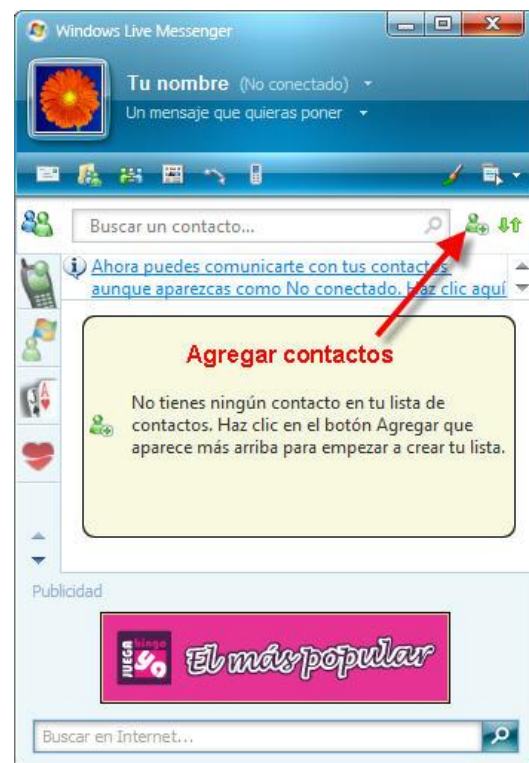 Windows Live Messenger
Tu nombre (No conectado)
Un mensaje que quieras poner
Buscar un contacto...
Ahora puedes comunicarte con tus contactos
aunque aparezcas como No conectado. Haz clic aquí
Agregar contactos
No tienes ningún contacto en tu lista de
contactos. Haz clic en el botón Agregar que
aparece más arriba para empezar a crear tu lista.
Publicidad
JUEGA
bingo
El más popular
Buscar en Internet...